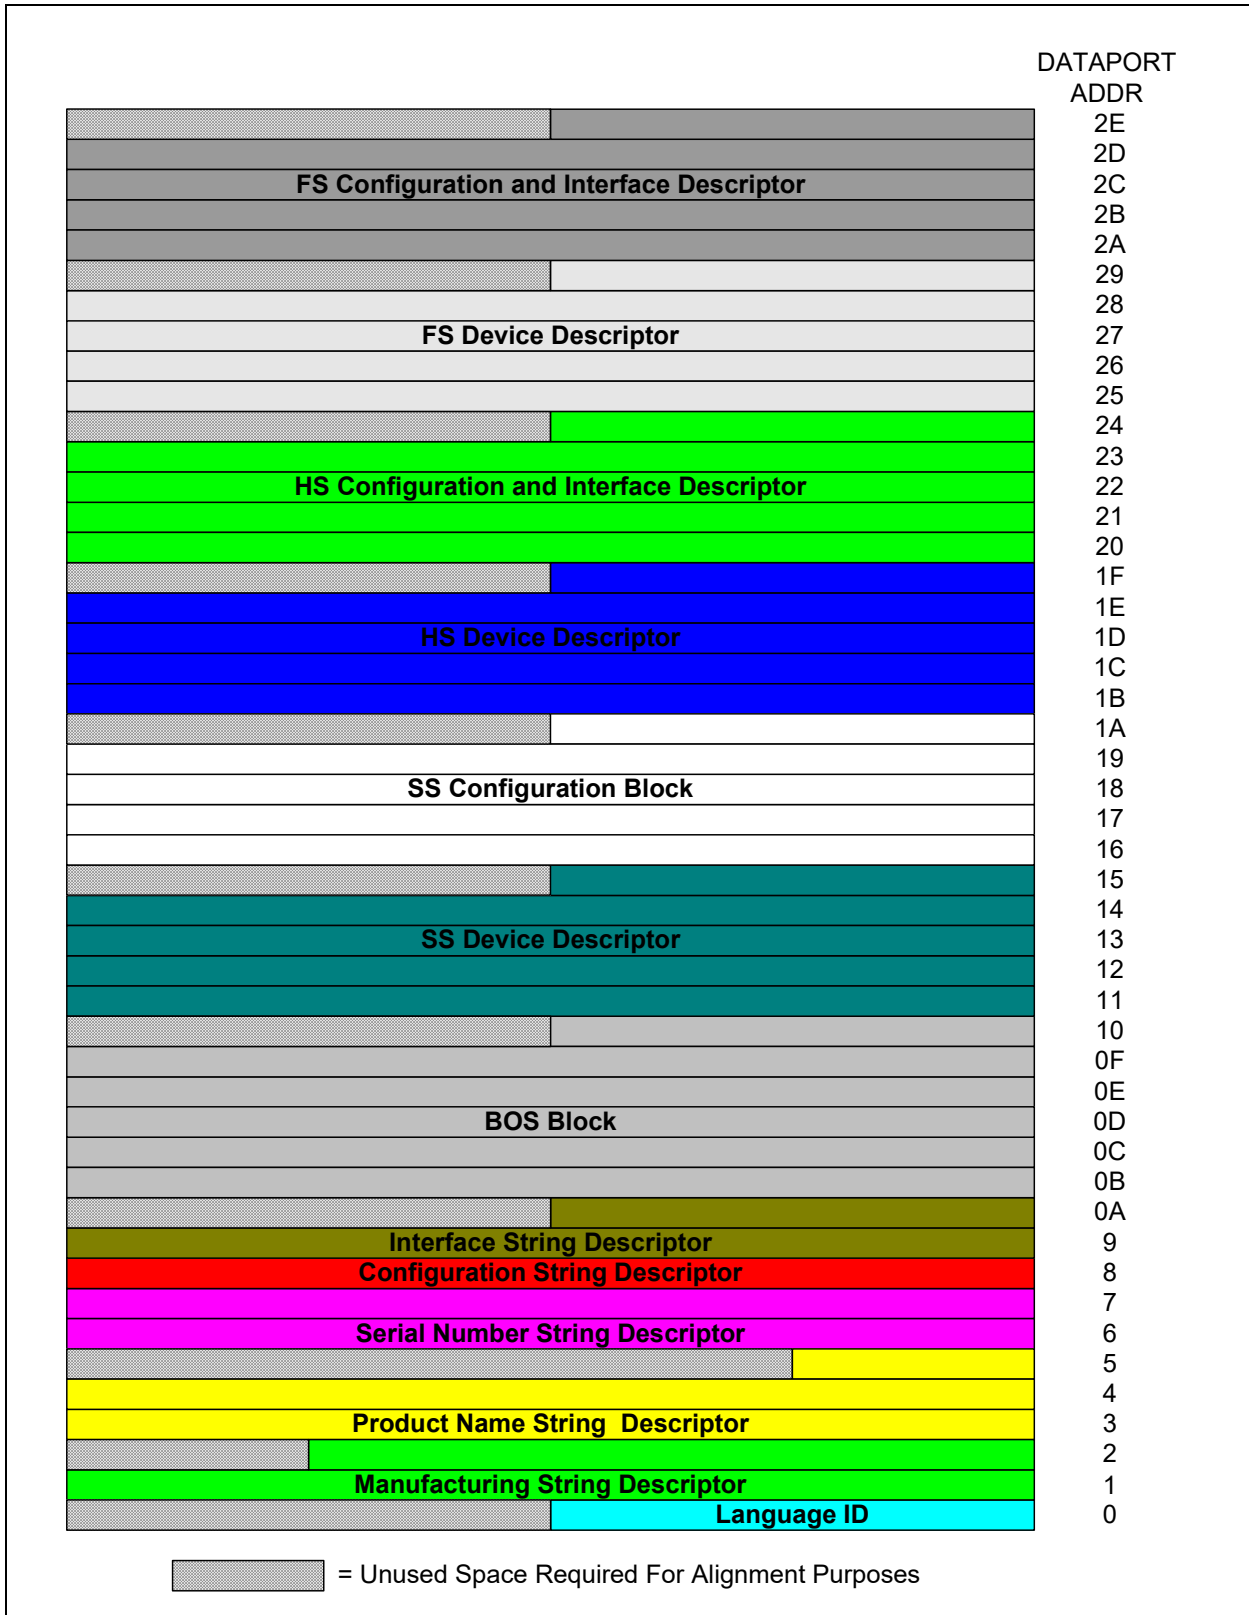 DATAPORT
ADDR
2E
2D
FS Configuration and Interface Descriptor 2C
2B
2A
29
28
FS Device Descriptor 27
26
25
24
23
HS Configuration and Interface Descriptor 22
21
20
1F
1E
HS Device Descriptor 1D
1C
1B
1A
19
SS Configuration Block 18
17
16
15
14
SS Device Descriptor 13
12
11
10
0F
0E
BOS Block 0D
0C
0B
0A
Interface String Descriptor 9
Configuration String Descriptor 8
7
Serial Number String Descriptor 6
5
4
Product Name String Descriptor 3
2
Manufacturing String Descriptor 1
Language ID 0
= Unused Space Required For Alignment Purposes